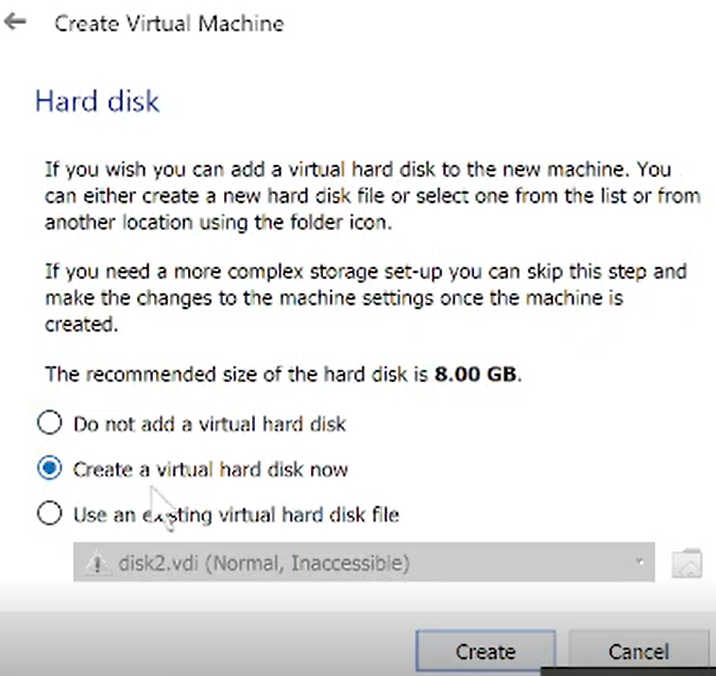 Create Virtual Machine
Hard disk
If you wish you can add a virtual hard disk to the new machine. You
can either create a new hard disk file or select one from the list or from
another location using the folder icon.
If you need a more complex storage set-up you can skip this step and
make the changes to the machine settings once the machine is
created.
The recommended size of the hard disk is 8.00 GB.
Do not add a virtual hard disk
Create a virtual hard disk now
Use an existing virtual hard disk file
disk2.vdi (Normal, Inaccessible)
Create Cancel